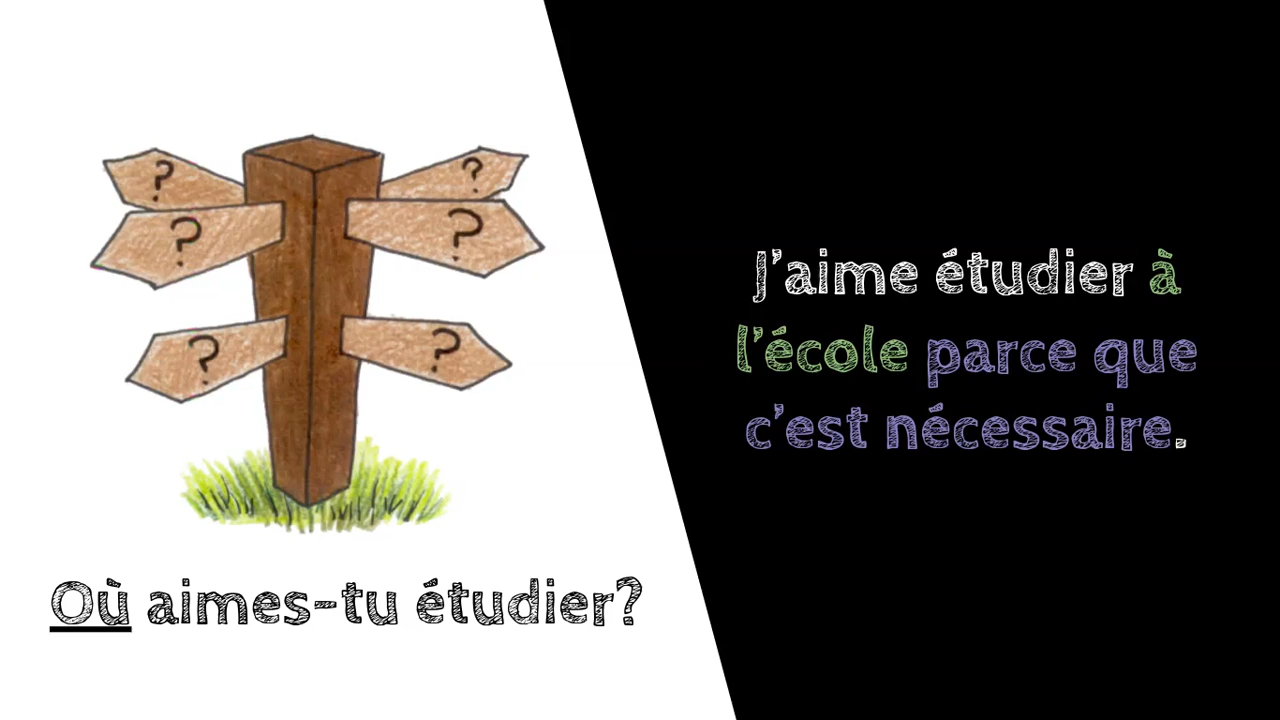 ?
?
?
?
?
?
Où aimes-tu étudier?
J'aime étudier à
l'école parce que
c'est nécessaire.